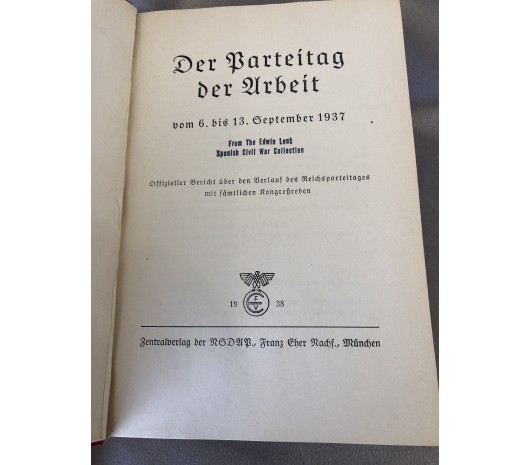 Der Parteitag
der Arbeit
vom 6. bis 13. September 1937
From The Edwin Lenk
Spanish Civil War Collection
Offizieller Bericht über den Verlauf des Reichsparteitages
mit sämtlichen Kongreßreden
19 38
Zentralverlag der NSDAP., Franz Eher Nachf., München